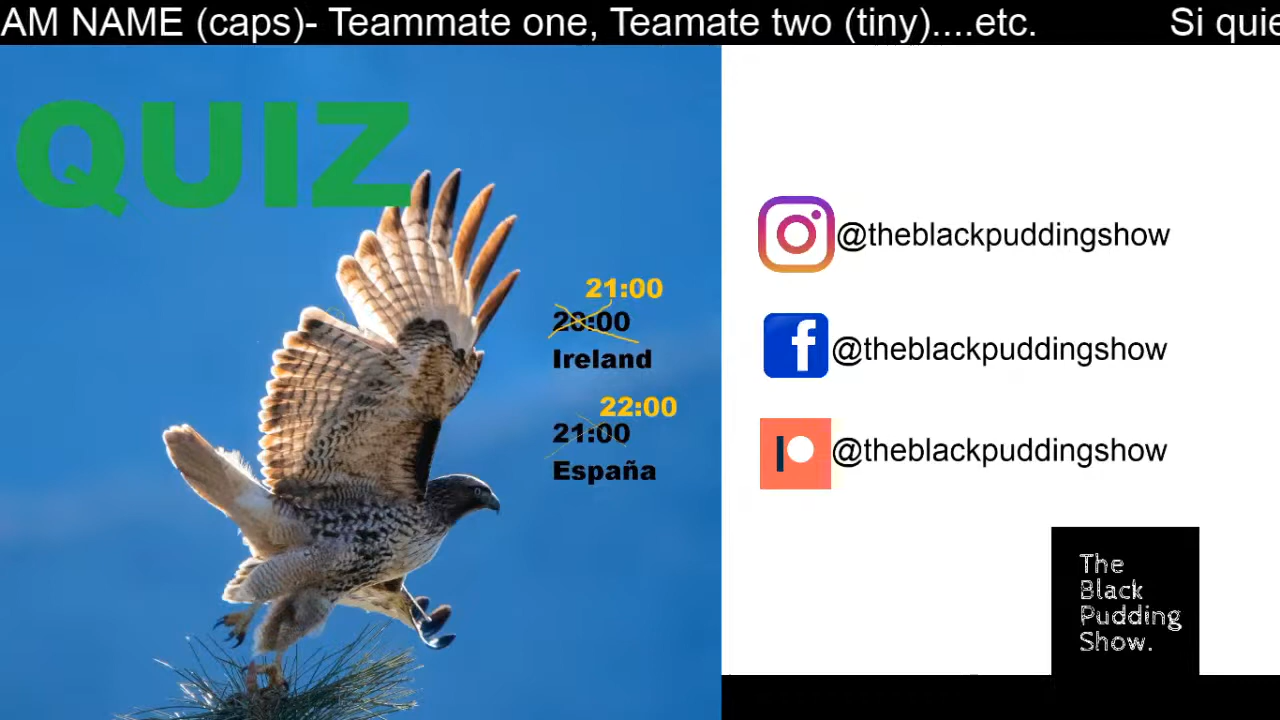 AM NAME (caps)- Teammate one, Teamate two (tiny)....etc. Si quie
QUIZ
21:00
20:00
Ireland
22:00
21:00
España
@theblackpuddingshow
@theblackpuddingshow
@theblackpuddingshow
The
Black
Pudding
Show.